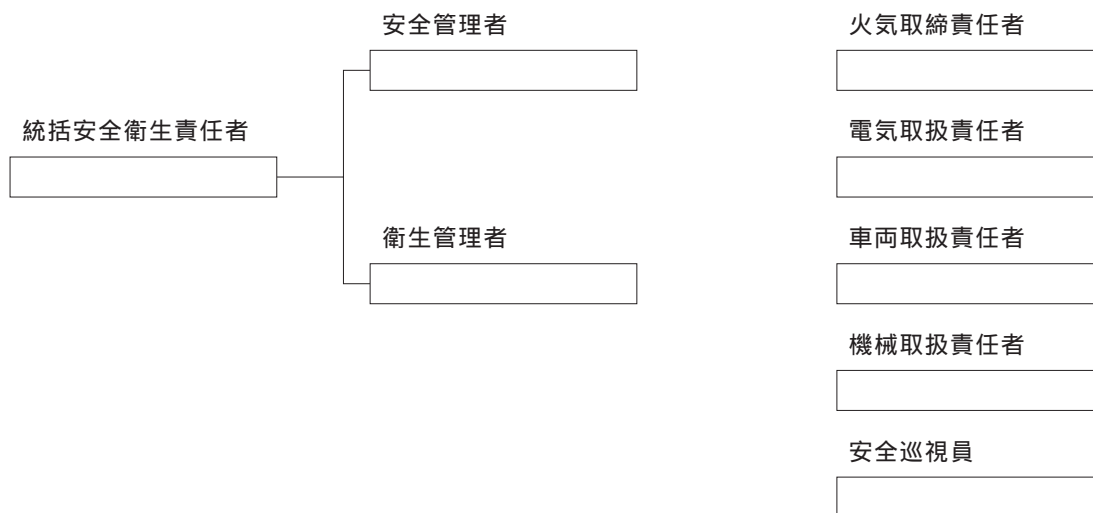 安全管理者
火気取締責任者
統括安全衛生責任者
電気取扱責任者
衛生管理者
車両取扱責任者
機械取扱責任者
安全巡視員